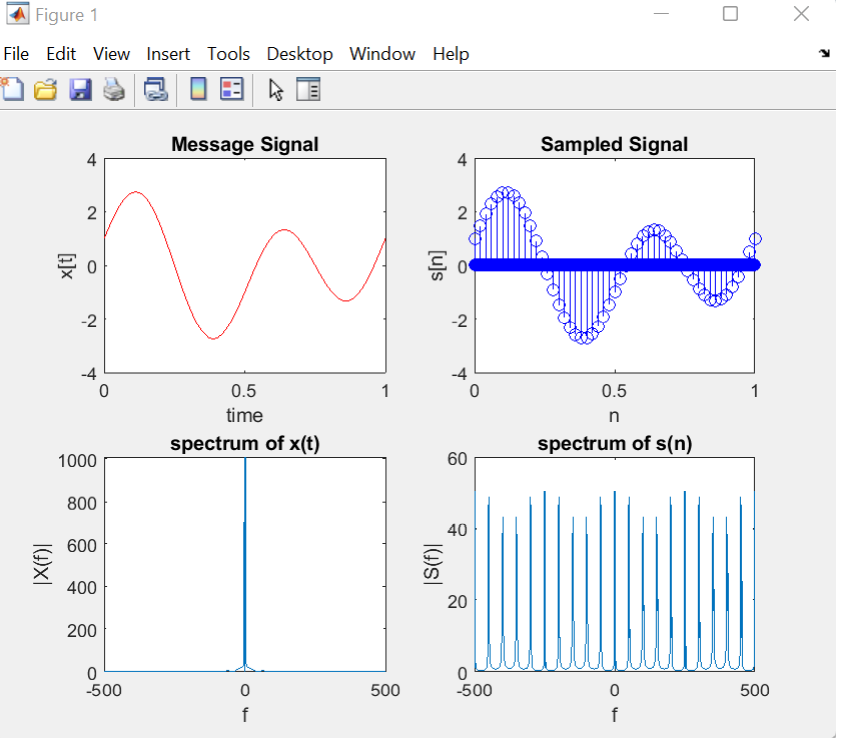 Figure 1
File Edit View Insert Tools Desktop Window Help
Message Signal
4
2
0
-2
-4
x[t]
0 0.5 1
time
Sampled Signal
4
2
0
-2
-4
s[n]
0 0.5 1
n
spectrum of x(t)
1000
800
600
400
200
0
|X(f)|
-500 0 500
f
spectrum of s(n)
60
40
20
0
|S(f)|
-500 0 500
f